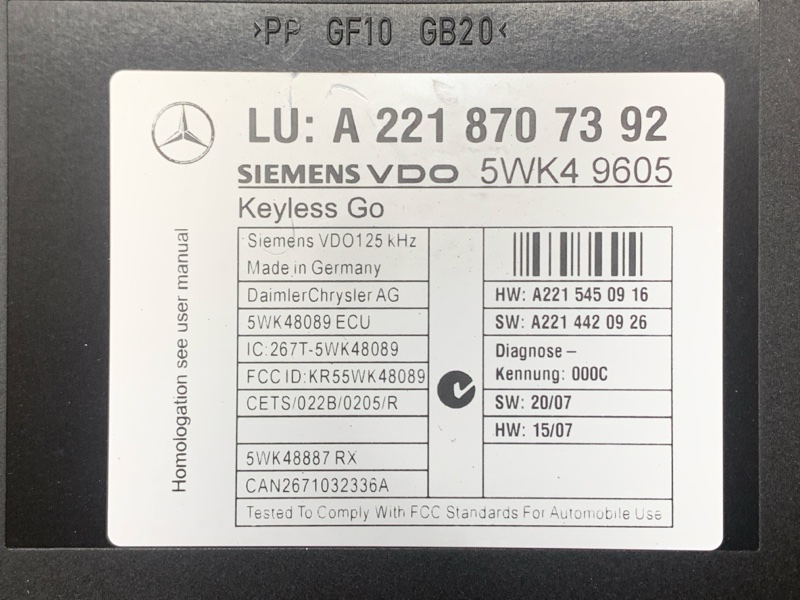 >PP GF10 GB20<
LU: A 221 870 73 92
SIEMENS VDO 5WK4 9605
Keyless Go
Siemens VDO125 kHz
Made in Germany
DaimlerChrysler AG
5WK48089 ECU
IC:267T-5WK48089
FCC ID:KR55WK48089
CETS/022B/0205/R
5WK48887 RX
CAN2671032336A
HW: A221 545 09 16
SW: A221 442 09 26
Diagnose –
Kennung: 000C
SW: 20/07
HW: 15/07
Tested To Comply With FCC Standards For Automobile Use
Homologation see user manual